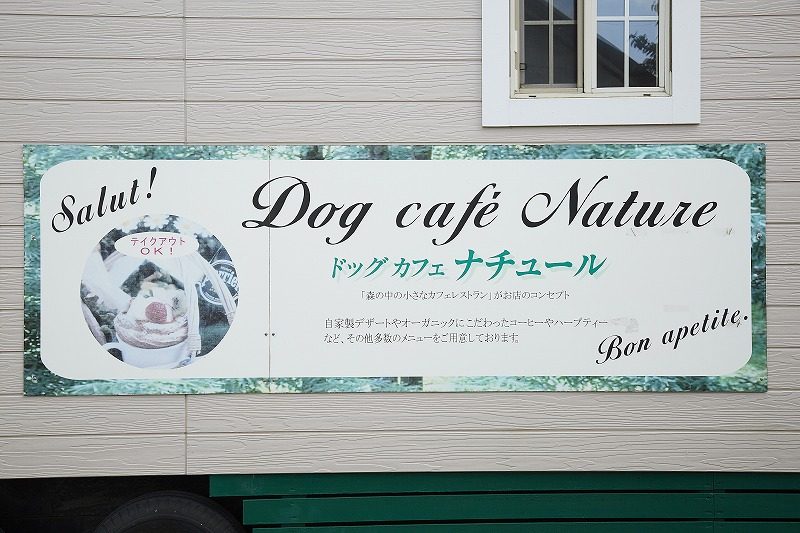 Salut!
Dog café Nature
テイクアウト
OK!
ドッグ カフェ ナチュール
「森の中の小さなカフェレストラン」がお店のコンセプト
自家製デザートやオーガニックにこだわったコーヒーやハーブティー
など、その他多数のメニューをご用意しております。
Bon apetite.